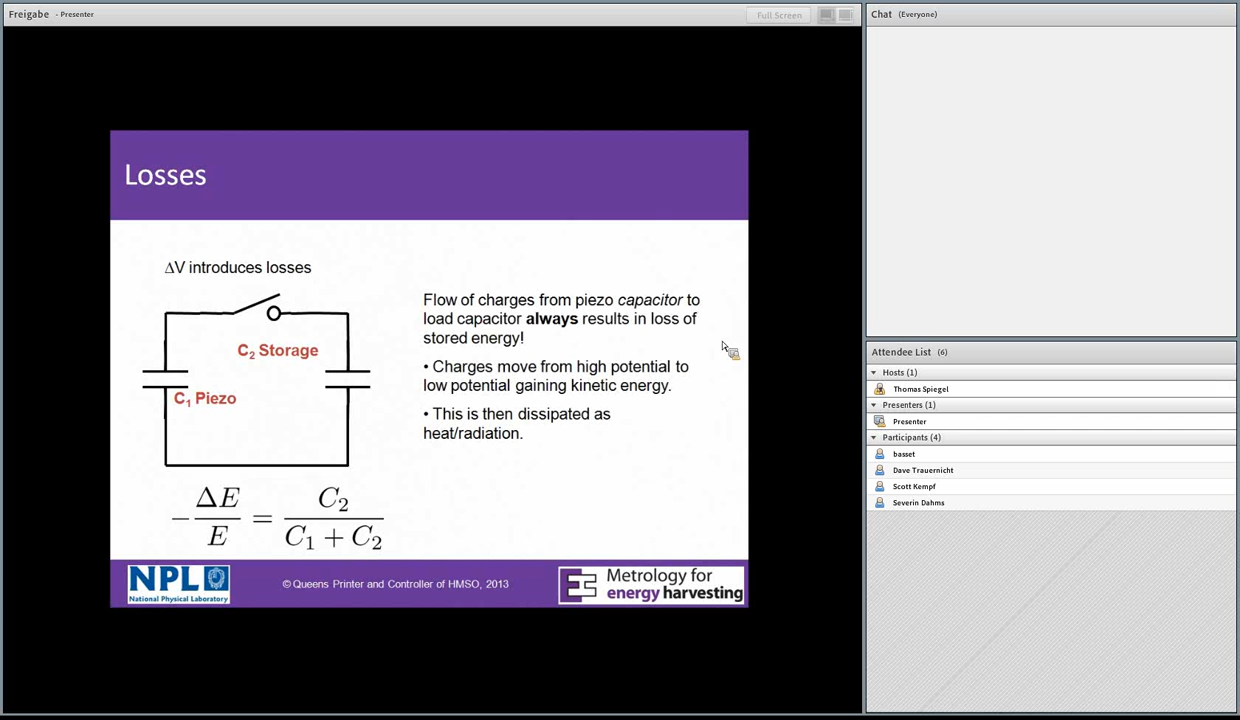 Freigabe - Presenter
Full Screen
Losses
ΔV introduces losses
C2 Storage
C1 Piezo
Flow of charges from piezo capacitor to
load capacitor always results in loss of
stored energy!
• Charges move from high potential to
low potential gaining kinetic energy.
• This is then dissipated as
heat/radiation.
−ΔE/E = C2/(C1 + C2)
NPL
National Physical Laboratory
© Queens Printer and Controller of HMSO, 2013
Metrology for
energy harvesting
Chat (Everyone)
Attendee List (6)
Hosts (1)
Thomas Spiegel
Presenters (1)
Presenter
Participants (4)
basset
Dave Trauernicht
Scott Kempf
Severin Dahms